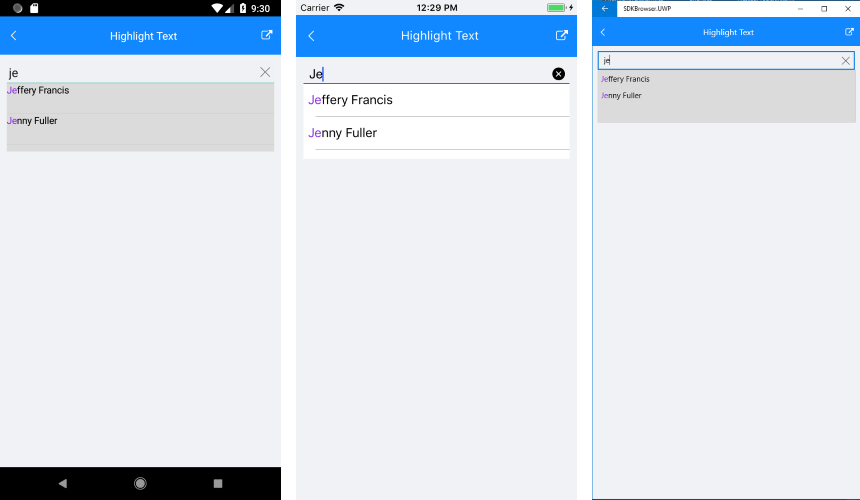 9:30
Highlight Text
je
Jeffery Francis
Jenny Fuller
Carrier 12:29 PM
Highlight Text
Je
Jeffery Francis
Jenny Fuller
SDKBrowser.UWP
Highlight Text
je
Jeffery Francis
Jenny Fuller